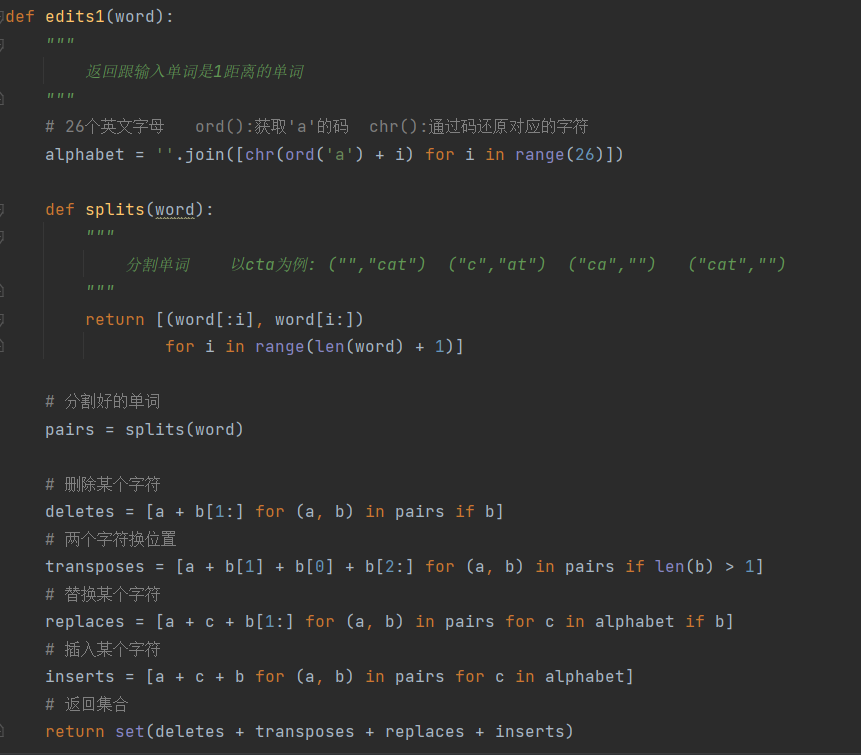 def edits1(word):
    """
        返回跟输入单词是1距离的单词
    """
    # 26个英文字母   ord():获取'a'的码  chr():通过码还原对应的字符
    alphabet = ''.join([chr(ord('a') + i) for i in range(26)])
    def splits(word):
        """
            分割单词    以cta为例: ("","cat")  ("c","at")  ("ca","")   ("cat","")
        """
        return [(word[:i], word[i:])
                for i in range(len(word) + 1)]
    # 分割好的单词
    pairs = splits(word)
    # 删除某个字符
    deletes = [a + b[1:] for (a, b) in pairs if b]
    # 两个字符换位置
    transposes = [a + b[1] + b[0] + b[2:] for (a, b) in pairs if len(b) > 1]
    # 替换某个字符
    replaces = [a + c + b[1:] for (a, b) in pairs for c in alphabet if b]
    # 插入某个字符
    inserts = [a + c + b for (a, b) in pairs for c in alphabet]
    # 返回集合
    return set(deletes + transposes + replaces + inserts)